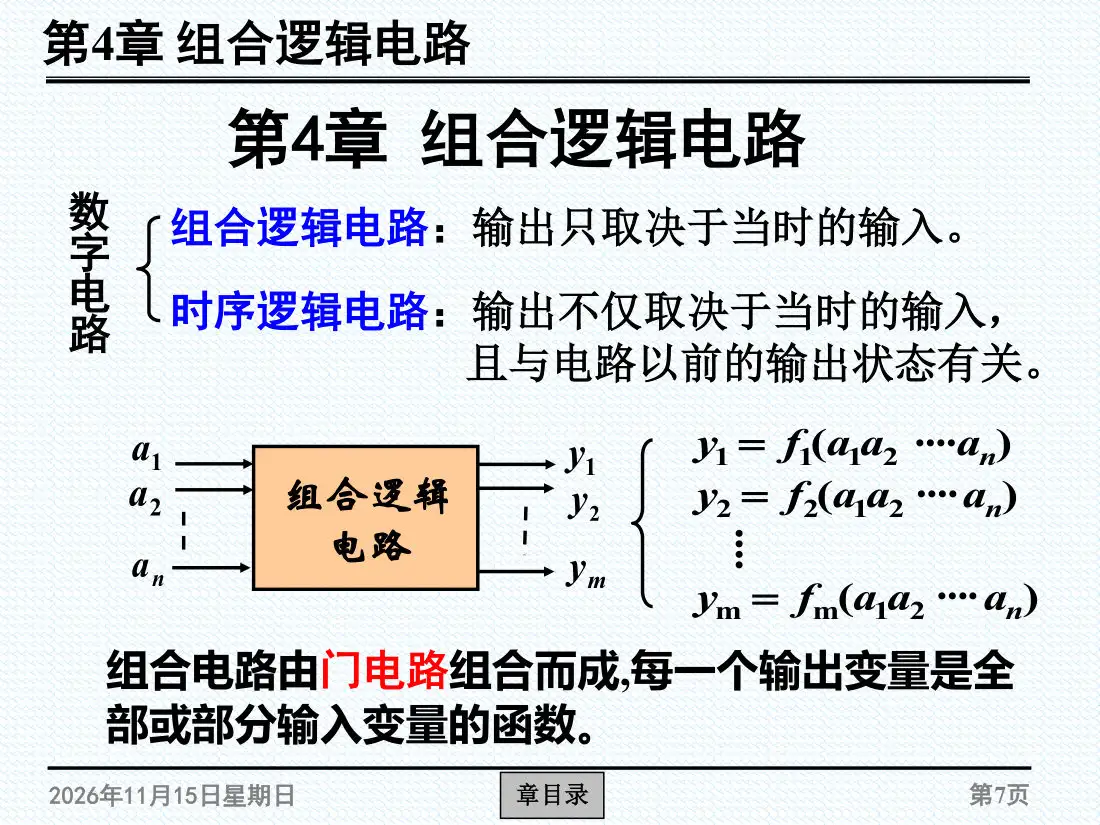 第4章 组合逻辑电路
第4章 组合逻辑电路
数字电路
组合逻辑电路：输出只取决于当时的输入。
时序逻辑电路：输出不仅取决于当时的输入，
且与电路以前的输出状态有关。
a1
a2
an
组合逻辑
电路
y1
y2
ym
y1 = f1(a1a2 ····an)
y2 = f2(a1a2 ····an)
⋮
ym = fm(a1a2 ····an)
组合电路由门电路组合而成,每一个输出变量是全
部或部分输入变量的函数。
2026年11月15日星期日
章目录
第7页